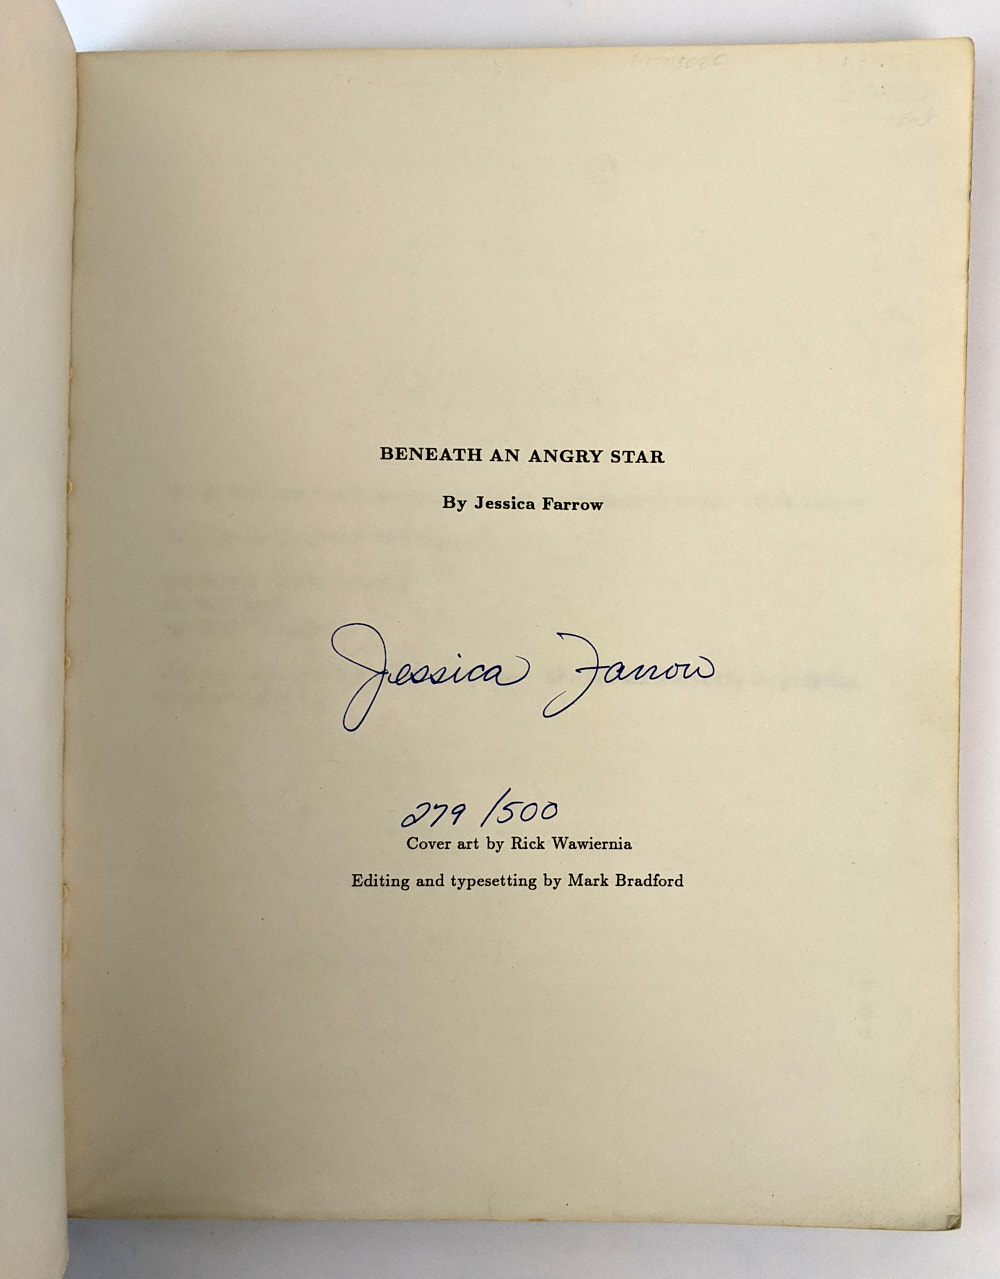 BENEATH AN ANGRY STAR
By Jessica Farrow
Jessica Farrow
279/500
Cover art by Rick Wawiernia
Editing and typesetting by Mark Bradford